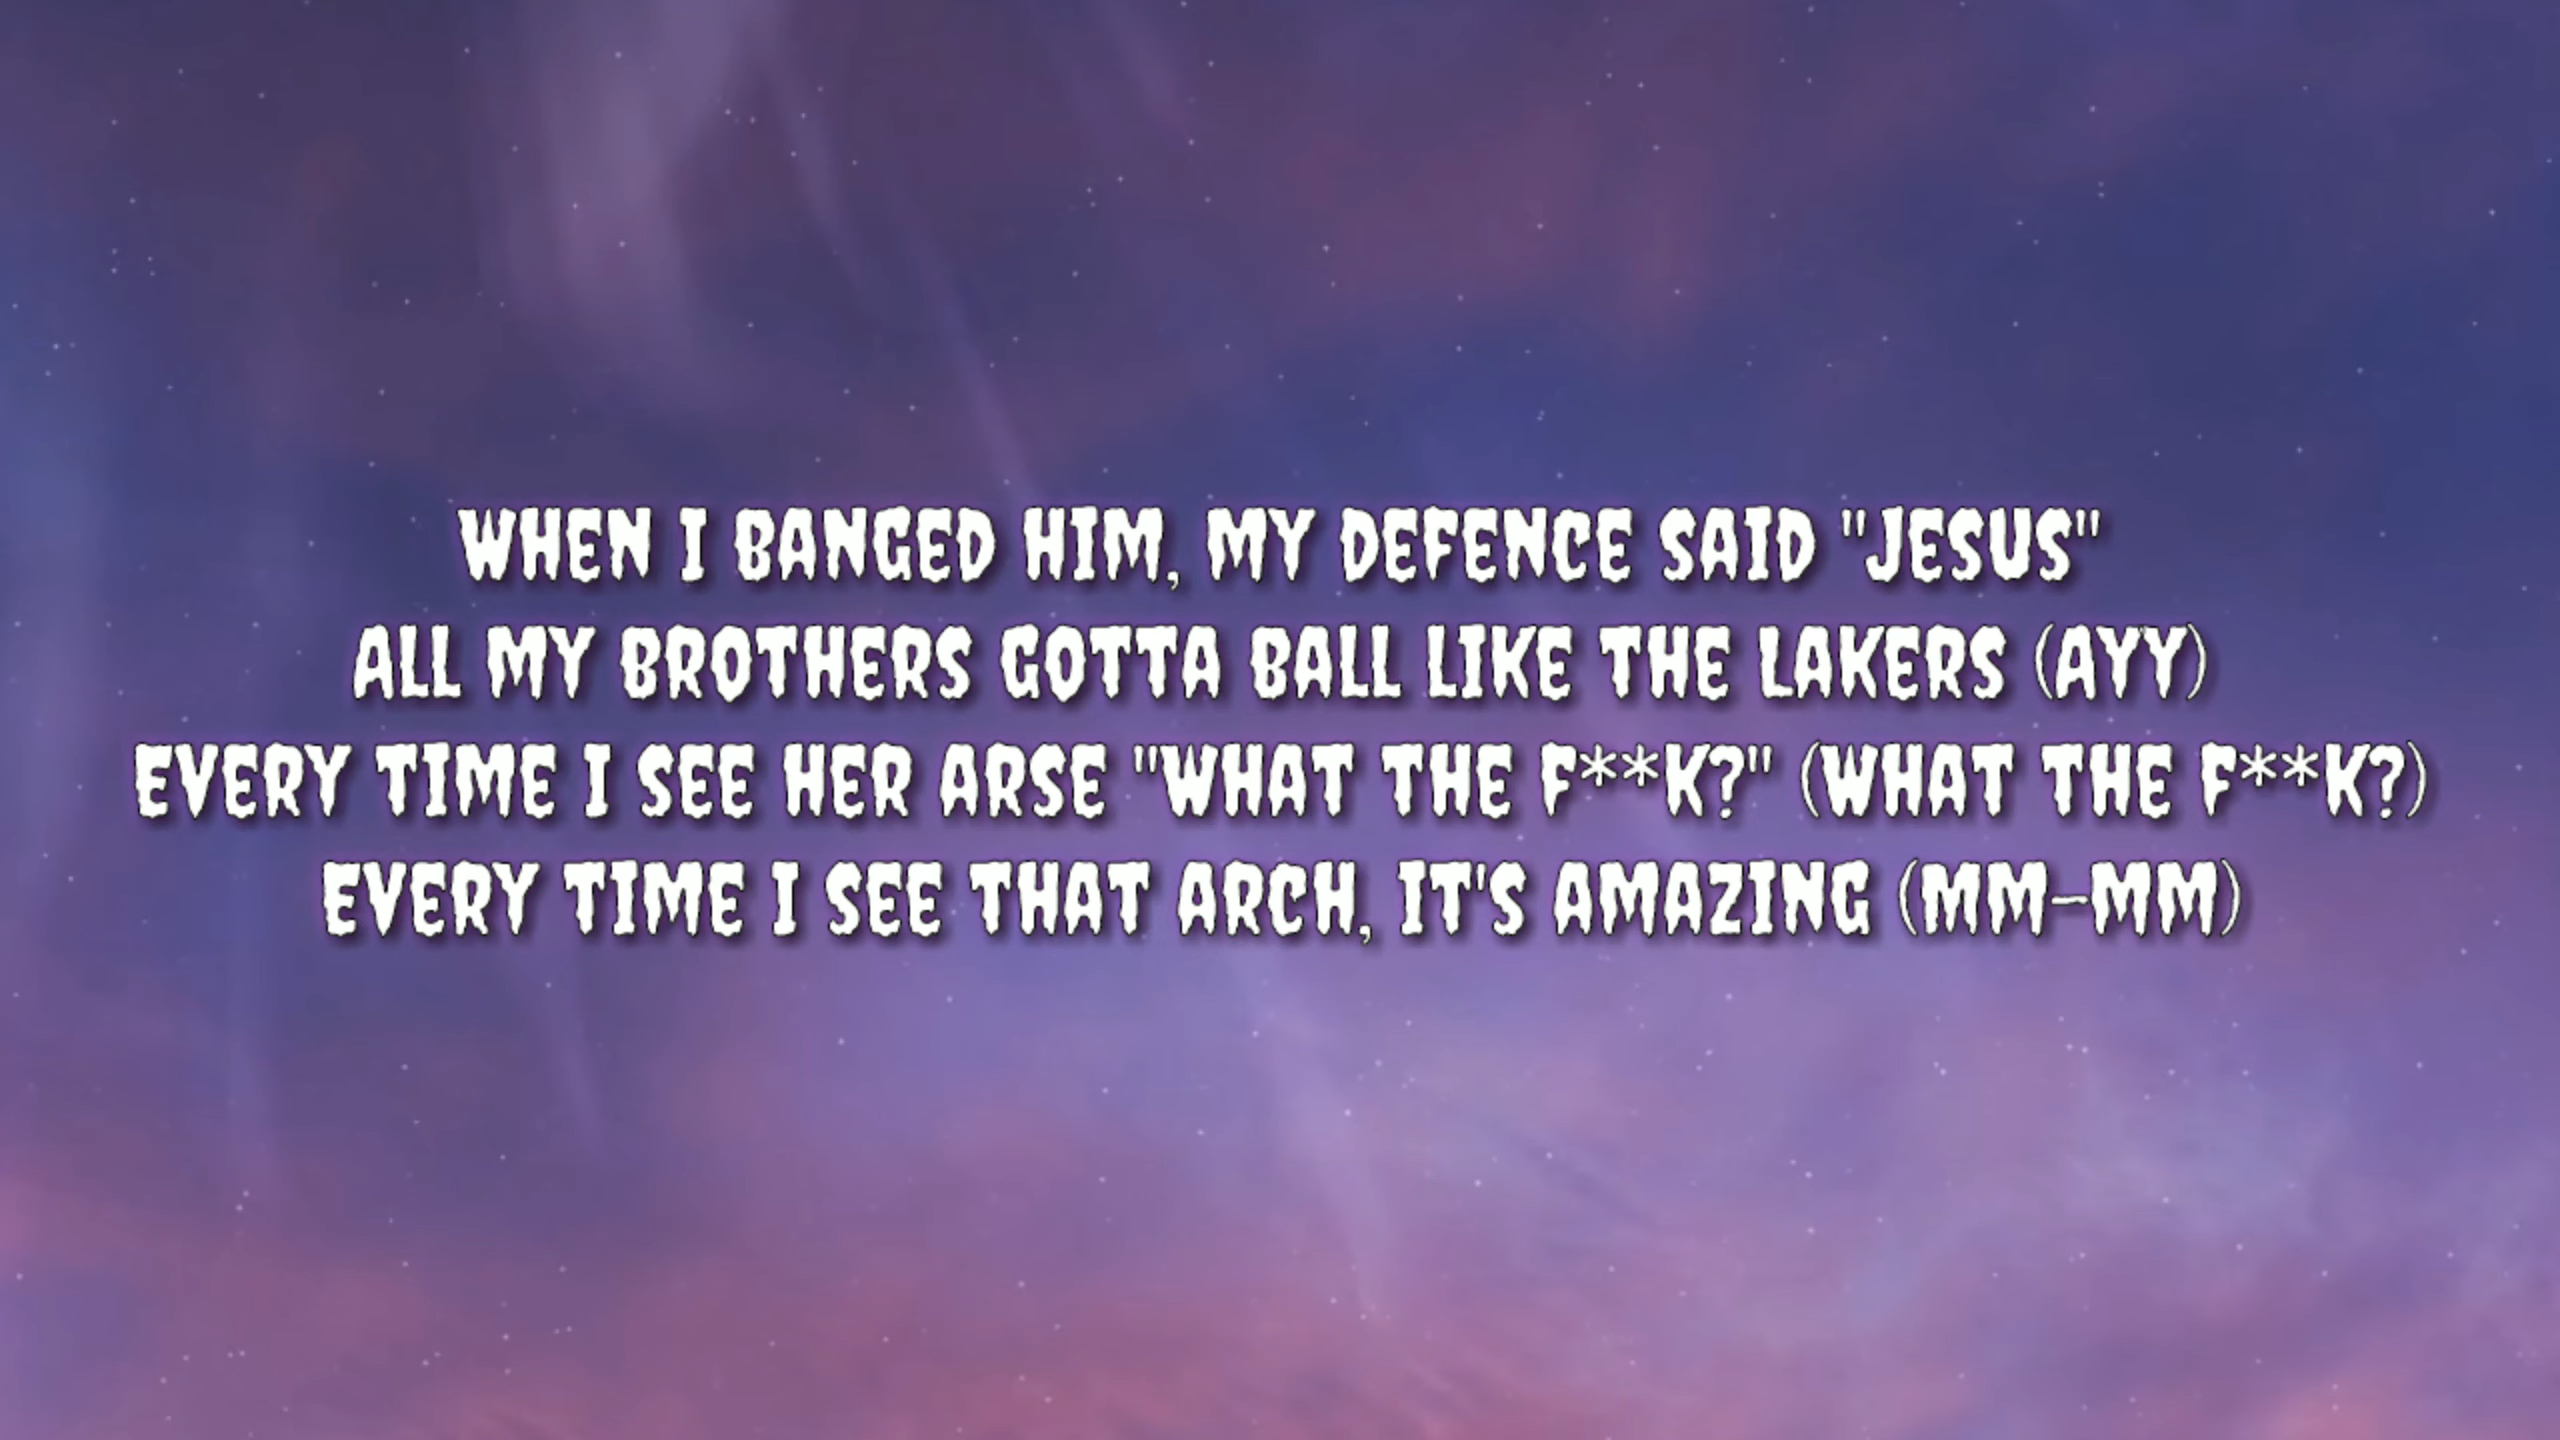 WHEN I BANGED HIM, MY DEFENCE SAID "JESUS"
ALL MY BROTHERS GOTTA BALL LIKE THE LAKERS (AYY)
EVERY TIME I SEE HER ARSE "WHAT THE F**K?" (WHAT THE F**K?)
EVERY TIME I SEE THAT ARCH, IT'S AMAZING (MM-MM)